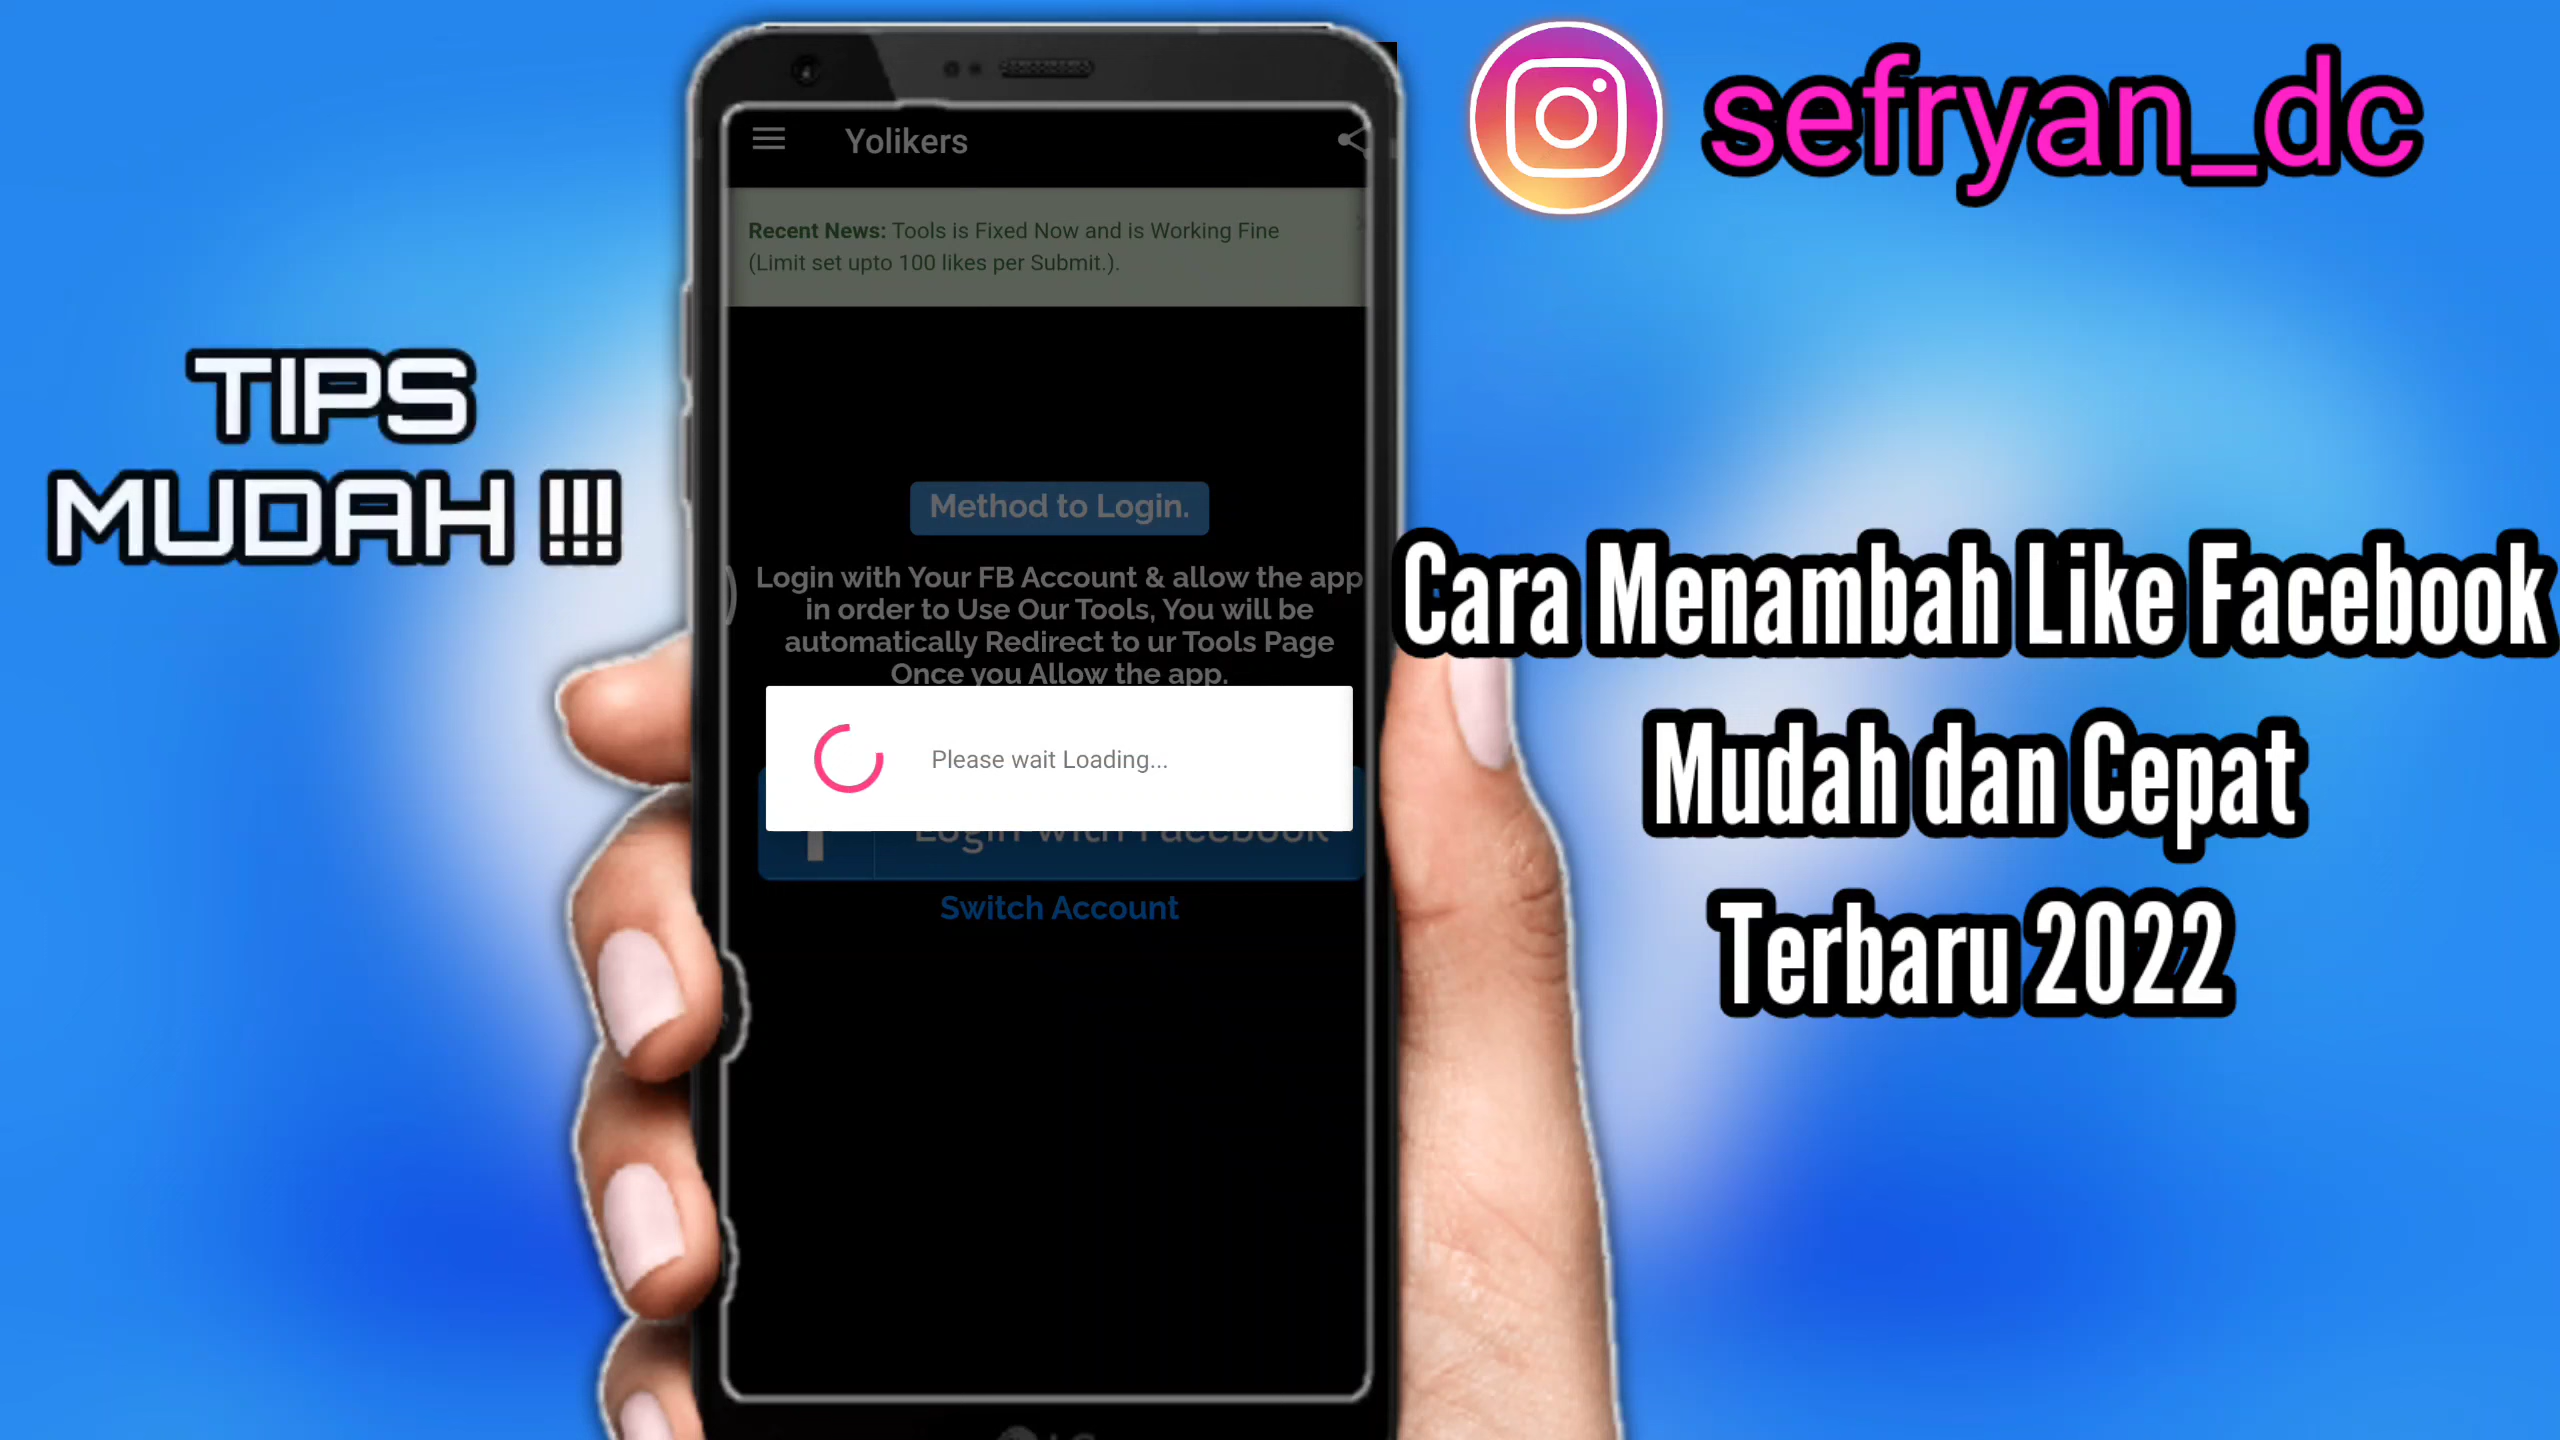 sefryan_dc
Yolikers
Recent News: Tools is Fixed Now and is Working Fine
(Limit set upto 100 likes per Submit.).
TIPS
MUDAH !!!
Method to Login.
Login with Your FB Account & allow the app
in order to Use Our Tools, You will be
automatically Redirect to ur Tools Page
Once you Allow the app.
Please wait Loading...
Login with Facebook
Switch Account
Cara Menambah Like Facebook
Mudah dan Cepat
Terbaru 2022